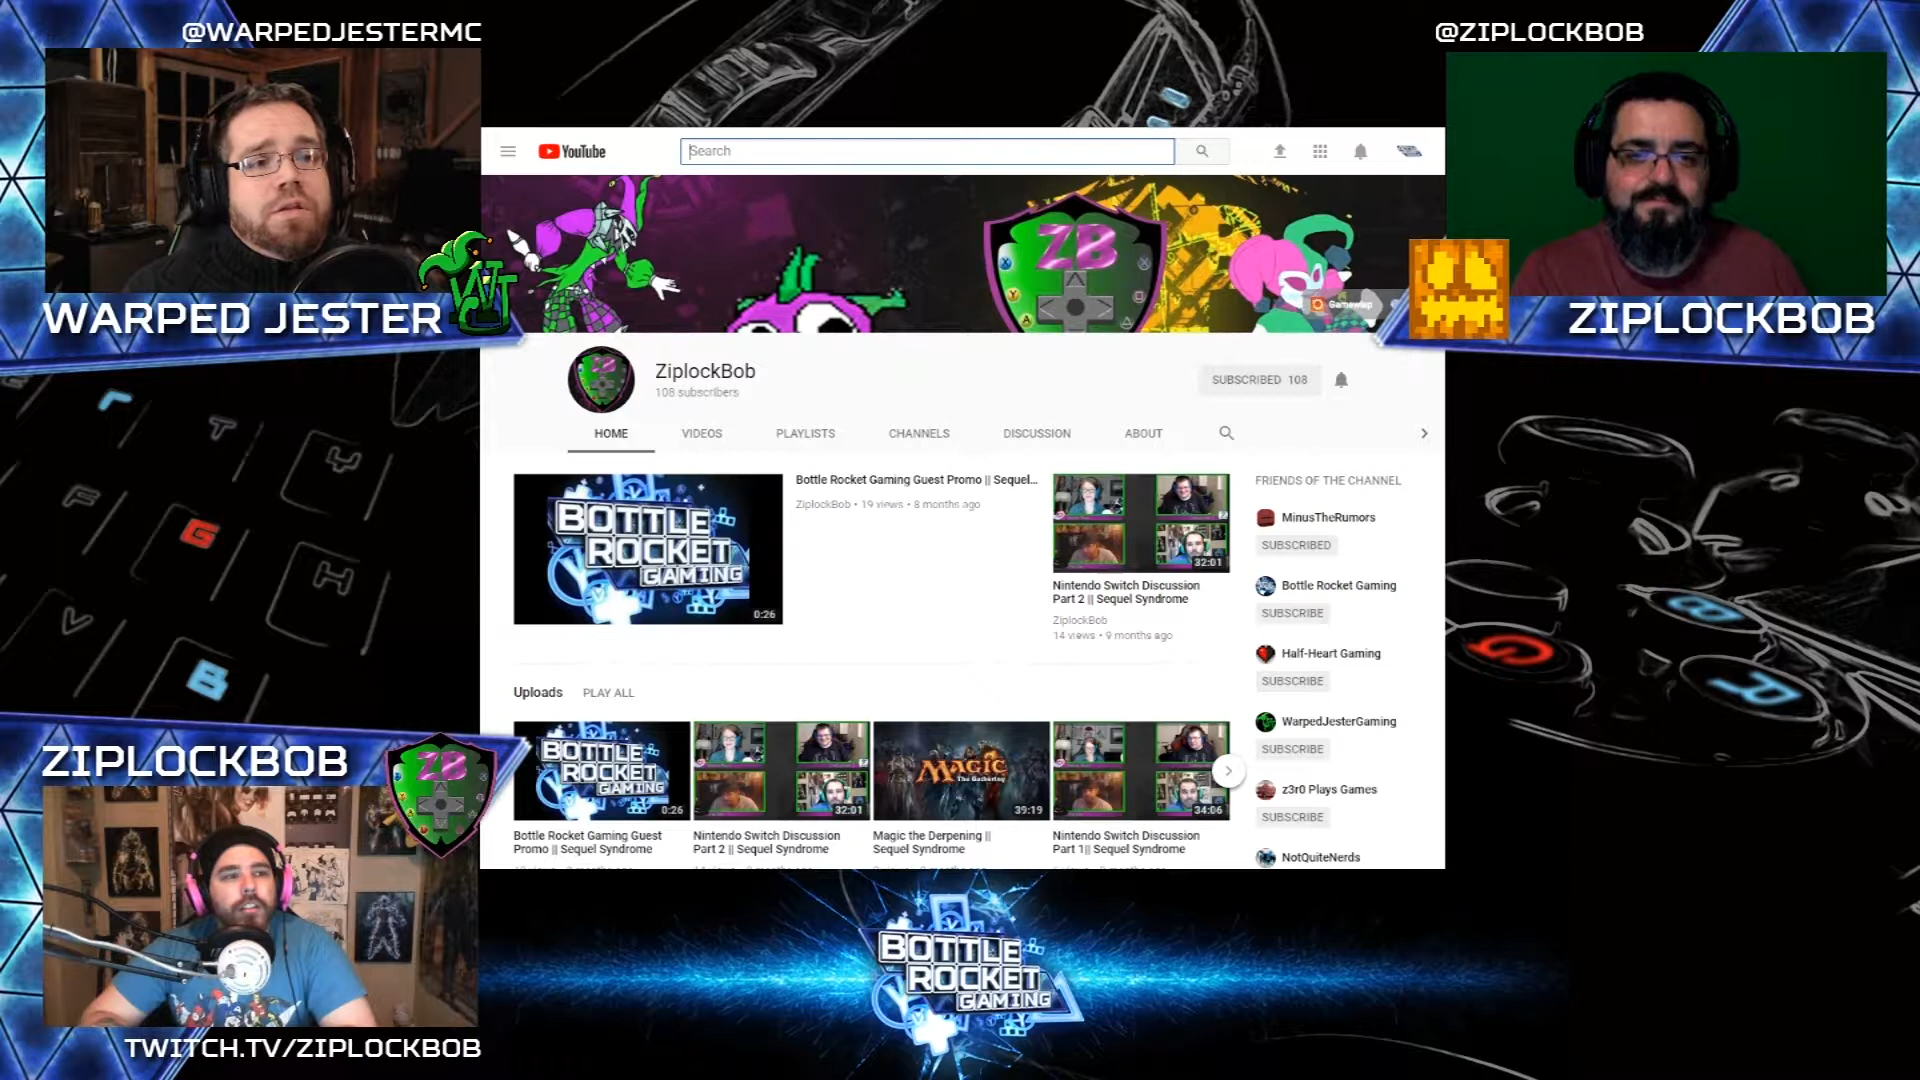 @WARPEDJESTERMC
@ZIPLOCKBOB
YouTube
Search
ZB
WARPED JESTER
WJ
ZIPLOCKBOB
ZB
ZiplockBob
108 subscribers
SUBSCRIBED 108
HOME
VIDEOS
PLAYLISTS
CHANNELS
DISCUSSION
ABOUT
BOTTLE
ROCKET
GAMING
0:26
Bottle Rocket Gaming Guest Promo || Sequel...
ZiplockBob • 19 views • 8 months ago
32:01
Nintendo Switch Discussion
Part 2 || Sequel Syndrome
ZiplockBob
14 views • 9 months ago
FRIENDS OF THE CHANNEL
MinusTheRumors
SUBSCRIBED
Bottle Rocket Gaming
SUBSCRIBE
Half-Heart Gaming
SUBSCRIBE
WarpedJesterGaming
SUBSCRIBE
z3r0 Plays Games
SUBSCRIBE
NotQuiteNerds
Uploads
PLAY ALL
BOTTLE
ROCKET
GAMING
0:26
Bottle Rocket Gaming Guest
Promo || Sequel Syndrome
32:01
Nintendo Switch Discussion
Part 2 || Sequel Syndrome
MAGIC
The Gathering
39:19
Magic the Derpening ||
Sequel Syndrome
34:06
Nintendo Switch Discussion
Part 1|| Sequel Syndrome
T
Y
F
G
H
V
B
B
G
R
ZIPLOCKBOB
ZB
TWITCH.TV/ZIPLOCKBOB
BOTTLE
ROCKET
GAMING